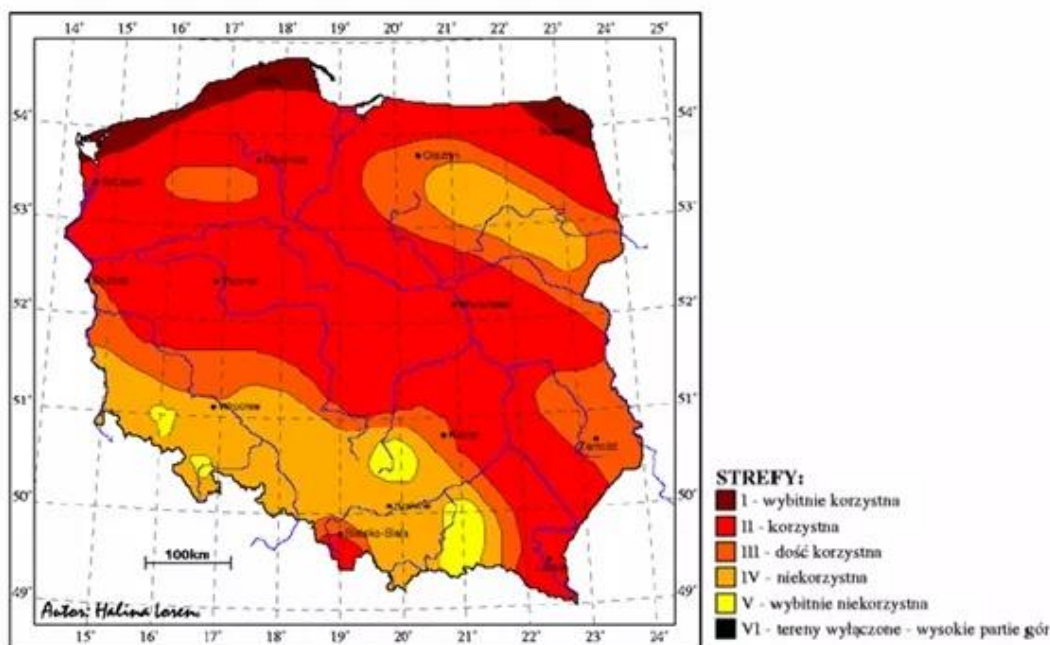 14° 15° 16° 17° 18° 19° 20° 21° 22° 23° 24° 25°
54° 54°
Olsztyn
53° 53°
52° 52°
Warszawa
51° 51°
Wrocław
Kielce
Zamość
50° 50°
Kraków
Bielsko-Biała
100km
49° 49°
Autor: Halina Lorenc
15° 16° 17° 18° 19° 20° 21° 22° 23° 24°
STREFY:
I - wybitnie korzystna
II - korzystna
III - dość korzystna
IV - niekorzystna
V - wybitnie niekorzystna
VI - tereny wyłączone - wysokie partie gór